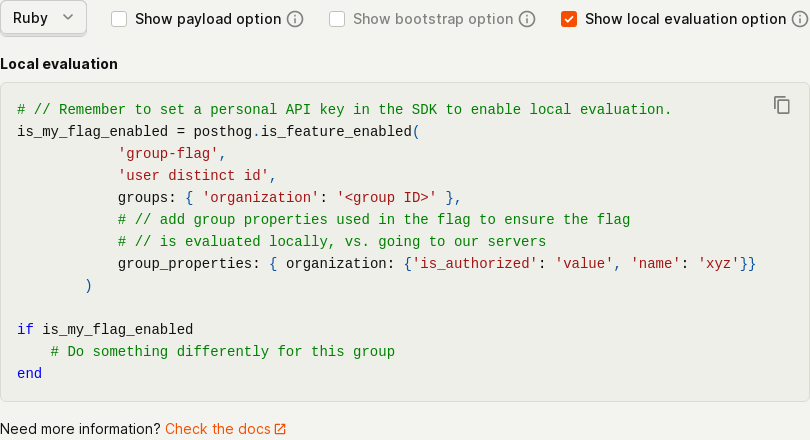 Ruby Show payload option Show bootstrap option Show local evaluation option
Local evaluation
# // Remember to set a personal API key in the SDK to enable local evaluation.
is_my_flag_enabled = posthog.is_feature_enabled(
            'group-flag',
            'user distinct id',
            groups: { 'organization': '<group ID>' },
            # // add group properties used in the flag to ensure the flag
            # // is evaluated locally, vs. going to our servers
            group_properties: { organization: {'is_authorized': 'value', 'name': 'xyz'}}
        )
if is_my_flag_enabled
    # Do something differently for this group
end
Need more information? Check the docs